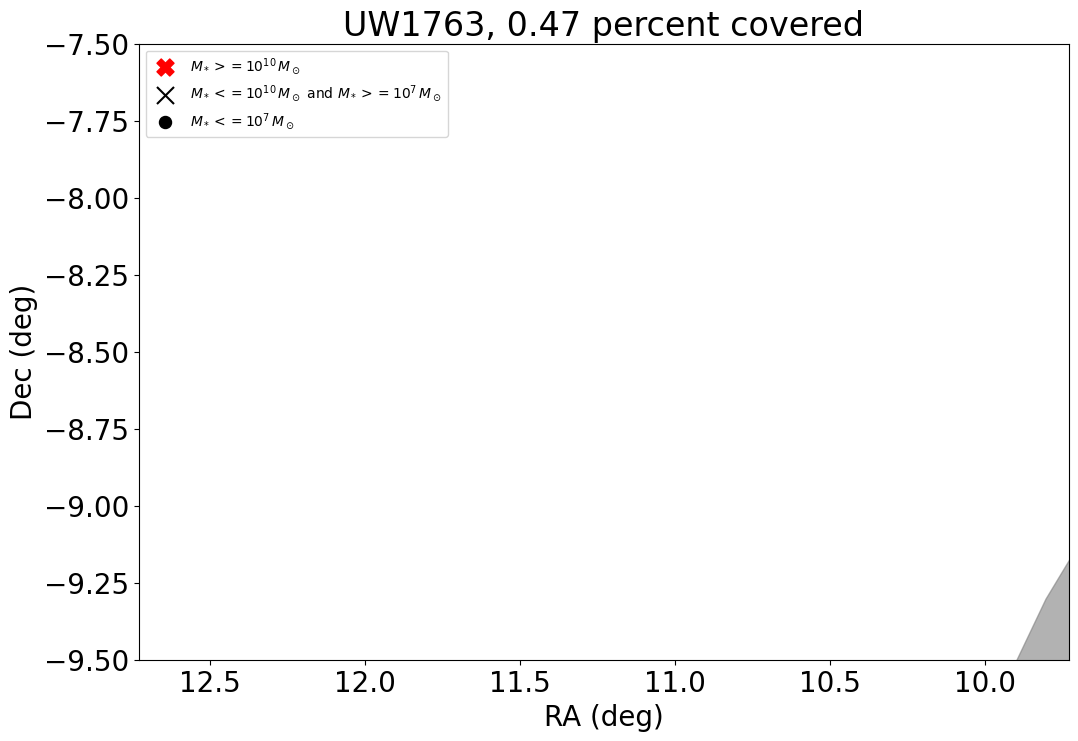 UW1763, 0.47 percent covered
−7.50
−7.75
−8.00
−8.25
−8.50
−8.75
−9.00
−9.25
−9.50
Dec (deg)
M* >= 10^10 M⊙
M* <= 10^10 M⊙ and M* >= 10^7 M⊙
M* <= 10^7 M⊙
12.5 12.0 11.5 11.0 10.5 10.0
RA (deg)